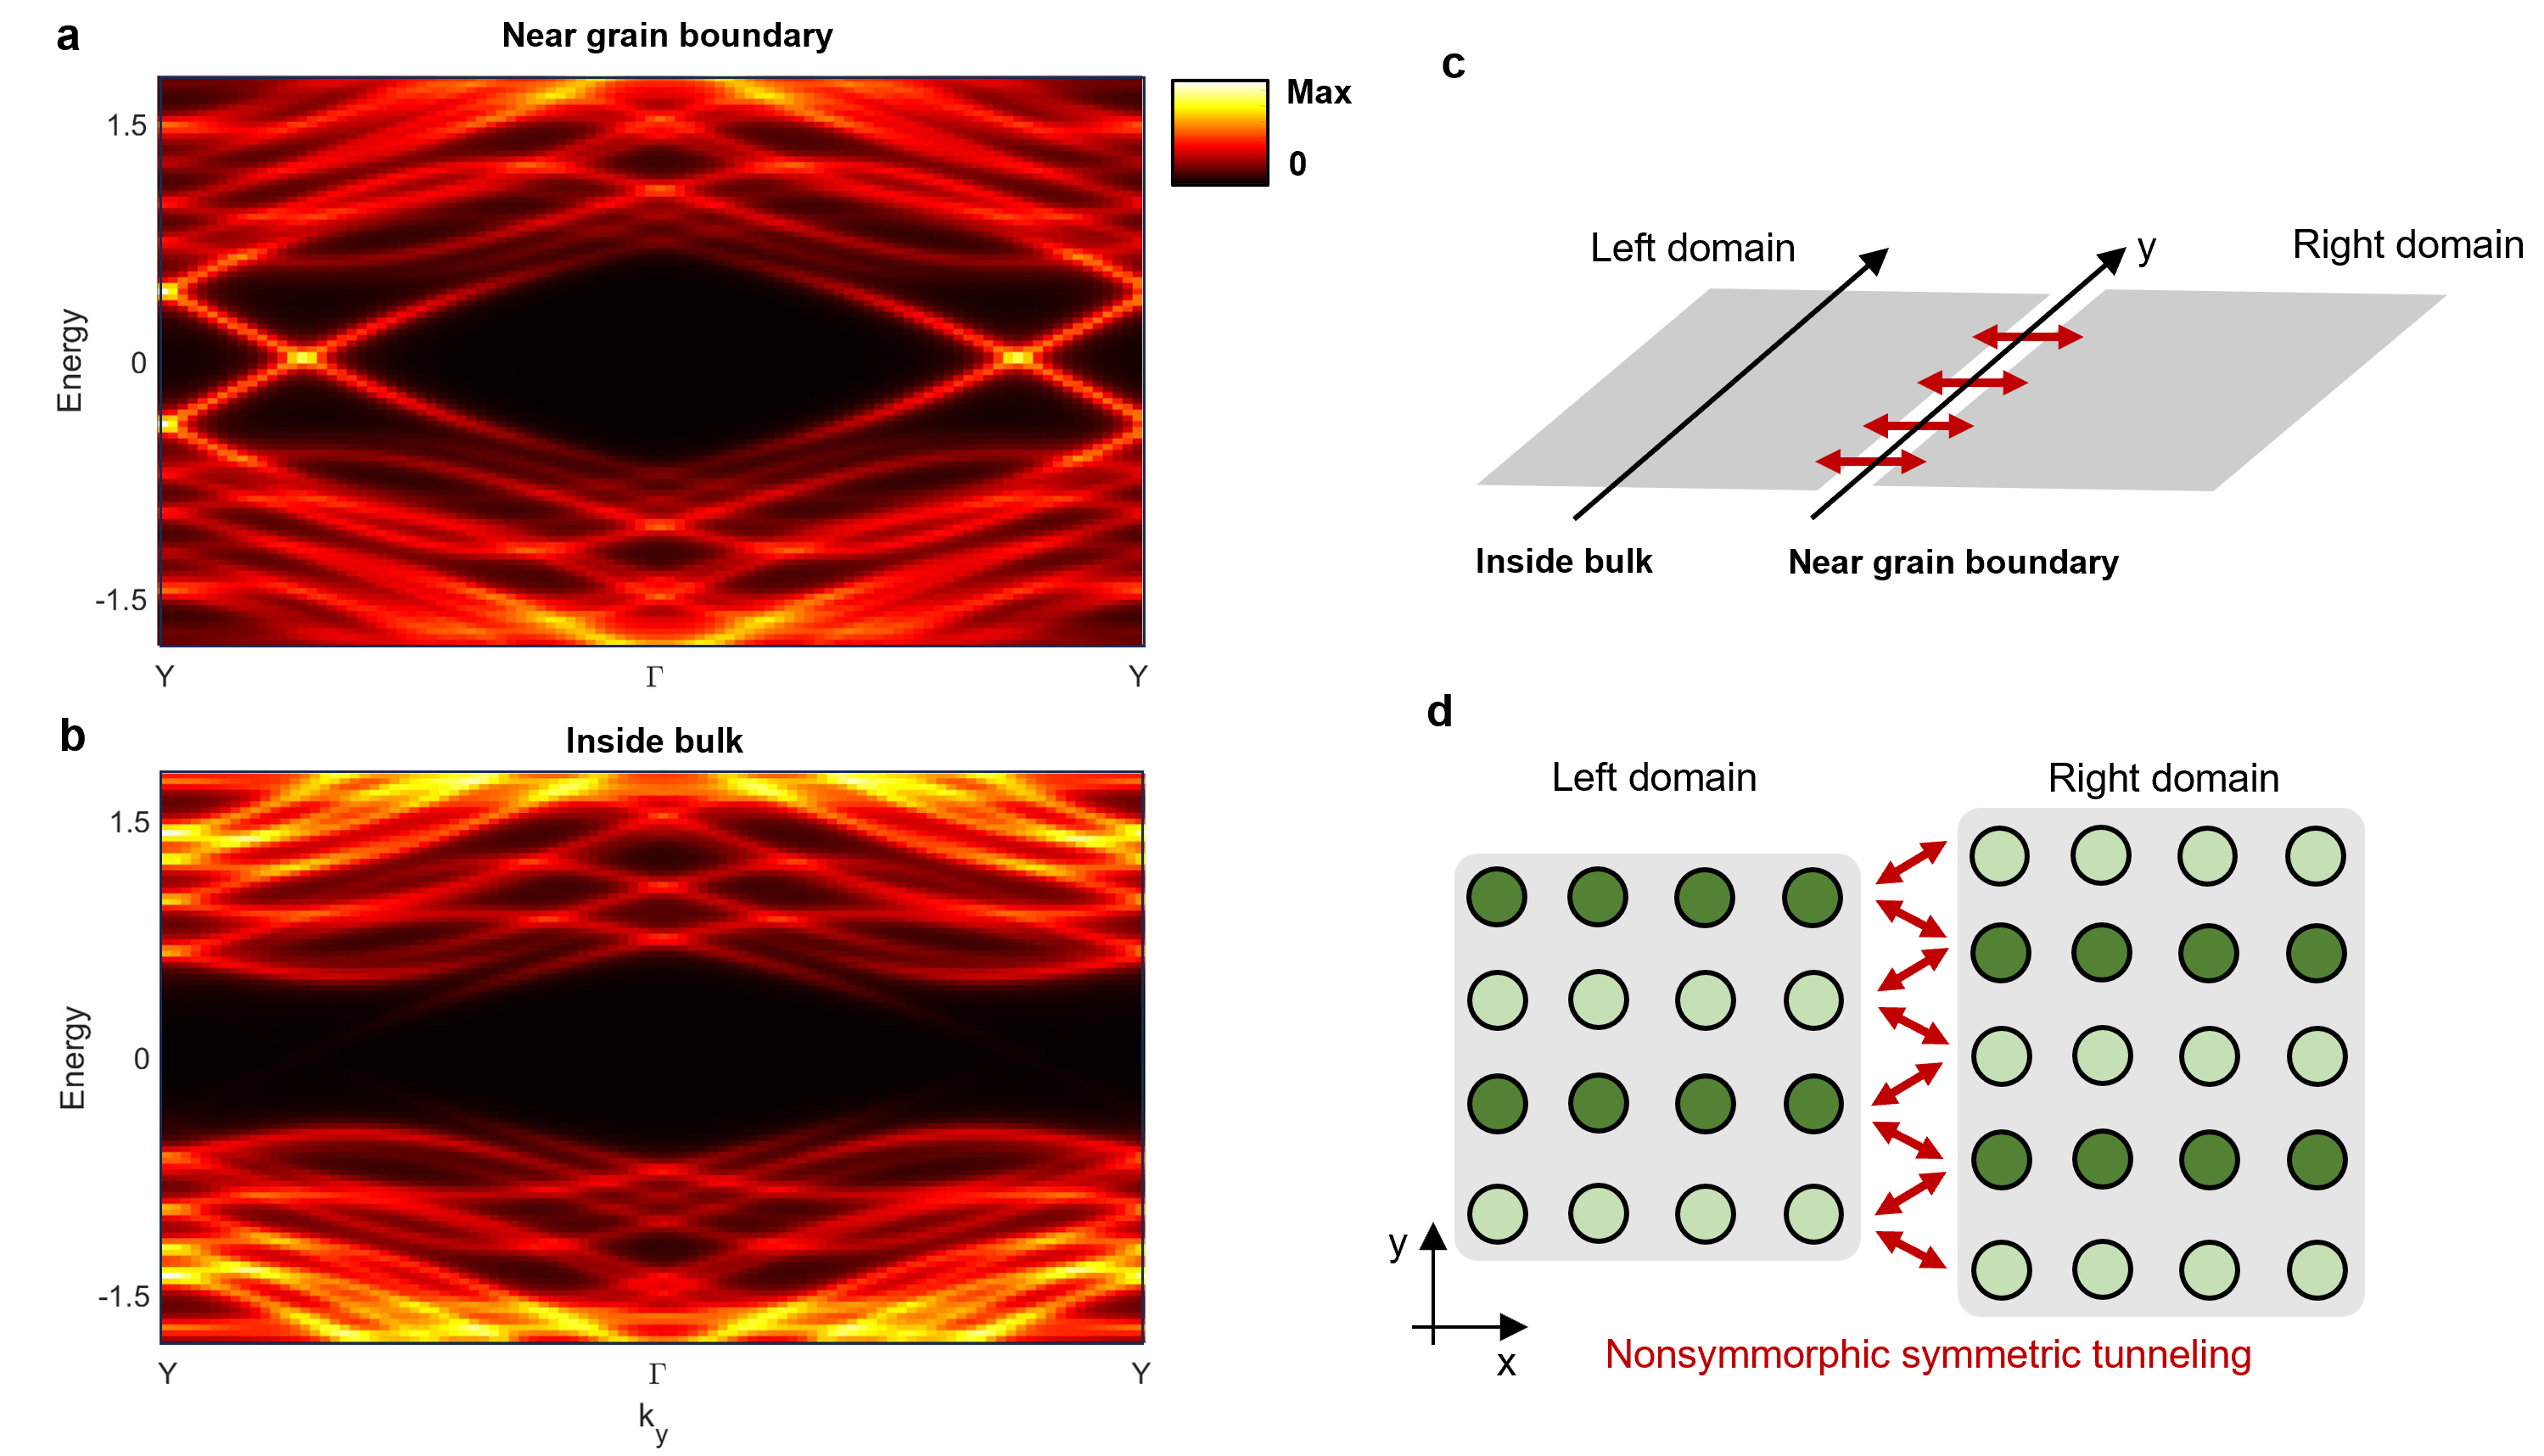 a
Near grain boundary
Max
0
1.5
0
-1.5
Energy
Y Γ Y
b
Inside bulk
1.5
0
-1.5
Energy
Y Γ Y
ky
c
Left domain
y
Right domain
Inside bulk
Near grain boundary
d
Left domain
Right domain
y
x
Nonsymmorphic symmetric tunneling